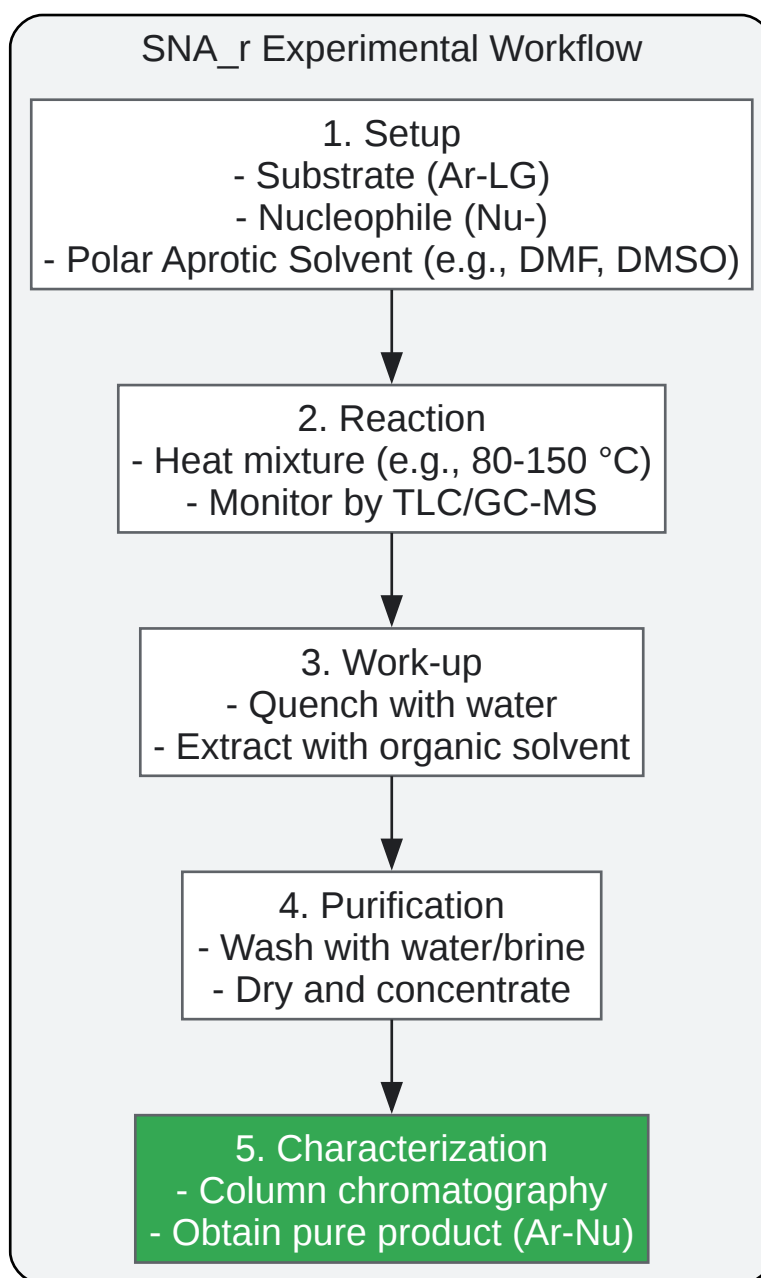 SNA_r Experimental Workflow
1. Setup
- Substrate (Ar-LG)
- Nucleophile (Nu-)
- Polar Aprotic Solvent (e.g., DMF, DMSO)
2. Reaction
- Heat mixture (e.g., 80-150 °C)
- Monitor by TLC/GC-MS
3. Work-up
- Quench with water
- Extract with organic solvent
4. Purification
- Wash with water/brine
- Dry and concentrate
5. Characterization
- Column chromatography
- Obtain pure product (Ar-Nu)